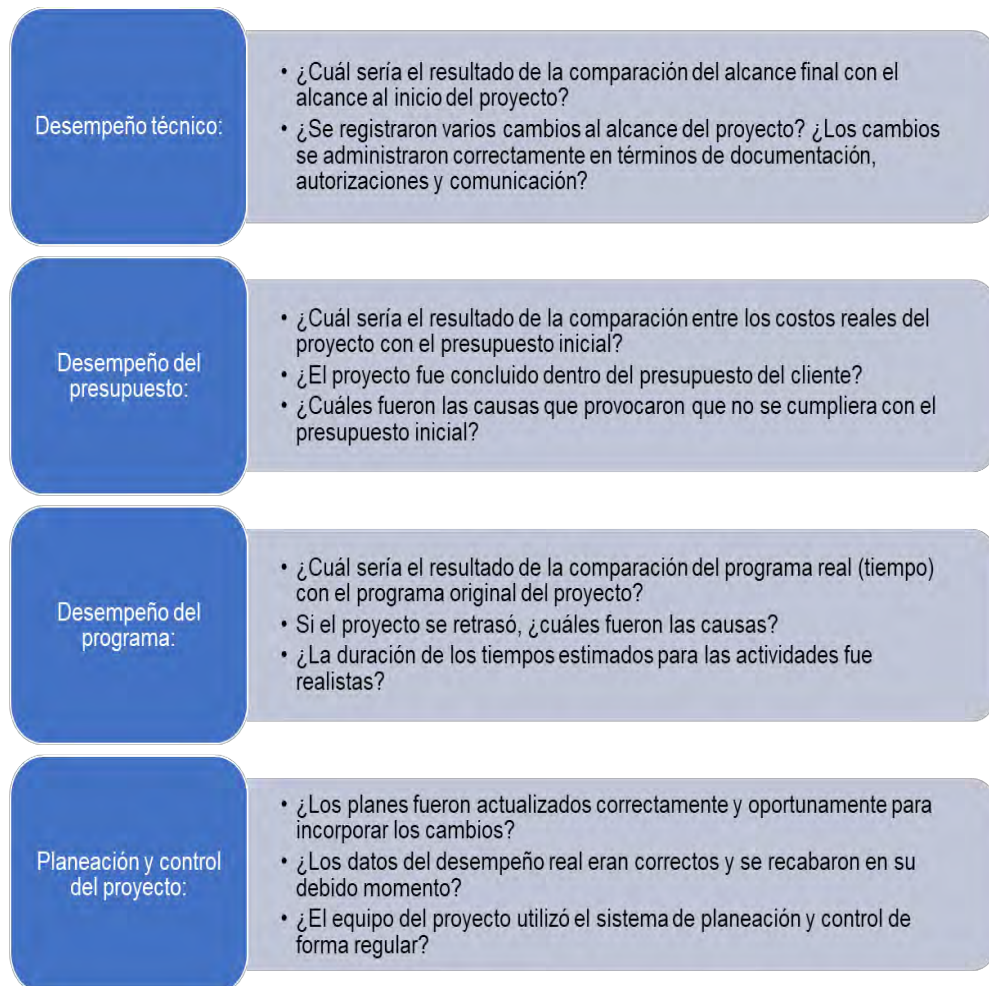 Desempeño técnico:
• ¿Cuál sería el resultado de la comparación del alcance final con el
alcance al inicio del proyecto?
• ¿Se registraron varios cambios al alcance del proyecto? ¿Los cambios
se administraron correctamente en términos de documentación,
autorizaciones y comunicación?
Desempeño del
presupuesto:
• ¿Cuál sería el resultado de la comparación entre los costos reales del
proyecto con el presupuesto inicial?
• ¿El proyecto fue concluido dentro del presupuesto del cliente?
• ¿Cuáles fueron las causas que provocaron que no se cumpliera con el
presupuesto inicial?
Desempeño del
programa:
• ¿Cuál sería el resultado de la comparación del programa real (tiempo)
con el programa original del proyecto?
• Si el proyecto se retrasó, ¿cuáles fueron las causas?
• ¿La duración de los tiempos estimados para las actividades fue
realistas?
Planeación y control
del proyecto:
• ¿Los planes fueron actualizados correctamente y oportunamente para
incorporar los cambios?
• ¿Los datos del desempeño real eran correctos y se recabaron en su
debido momento?
• ¿El equipo del proyecto utilizó el sistema de planeación y control de
forma regular?